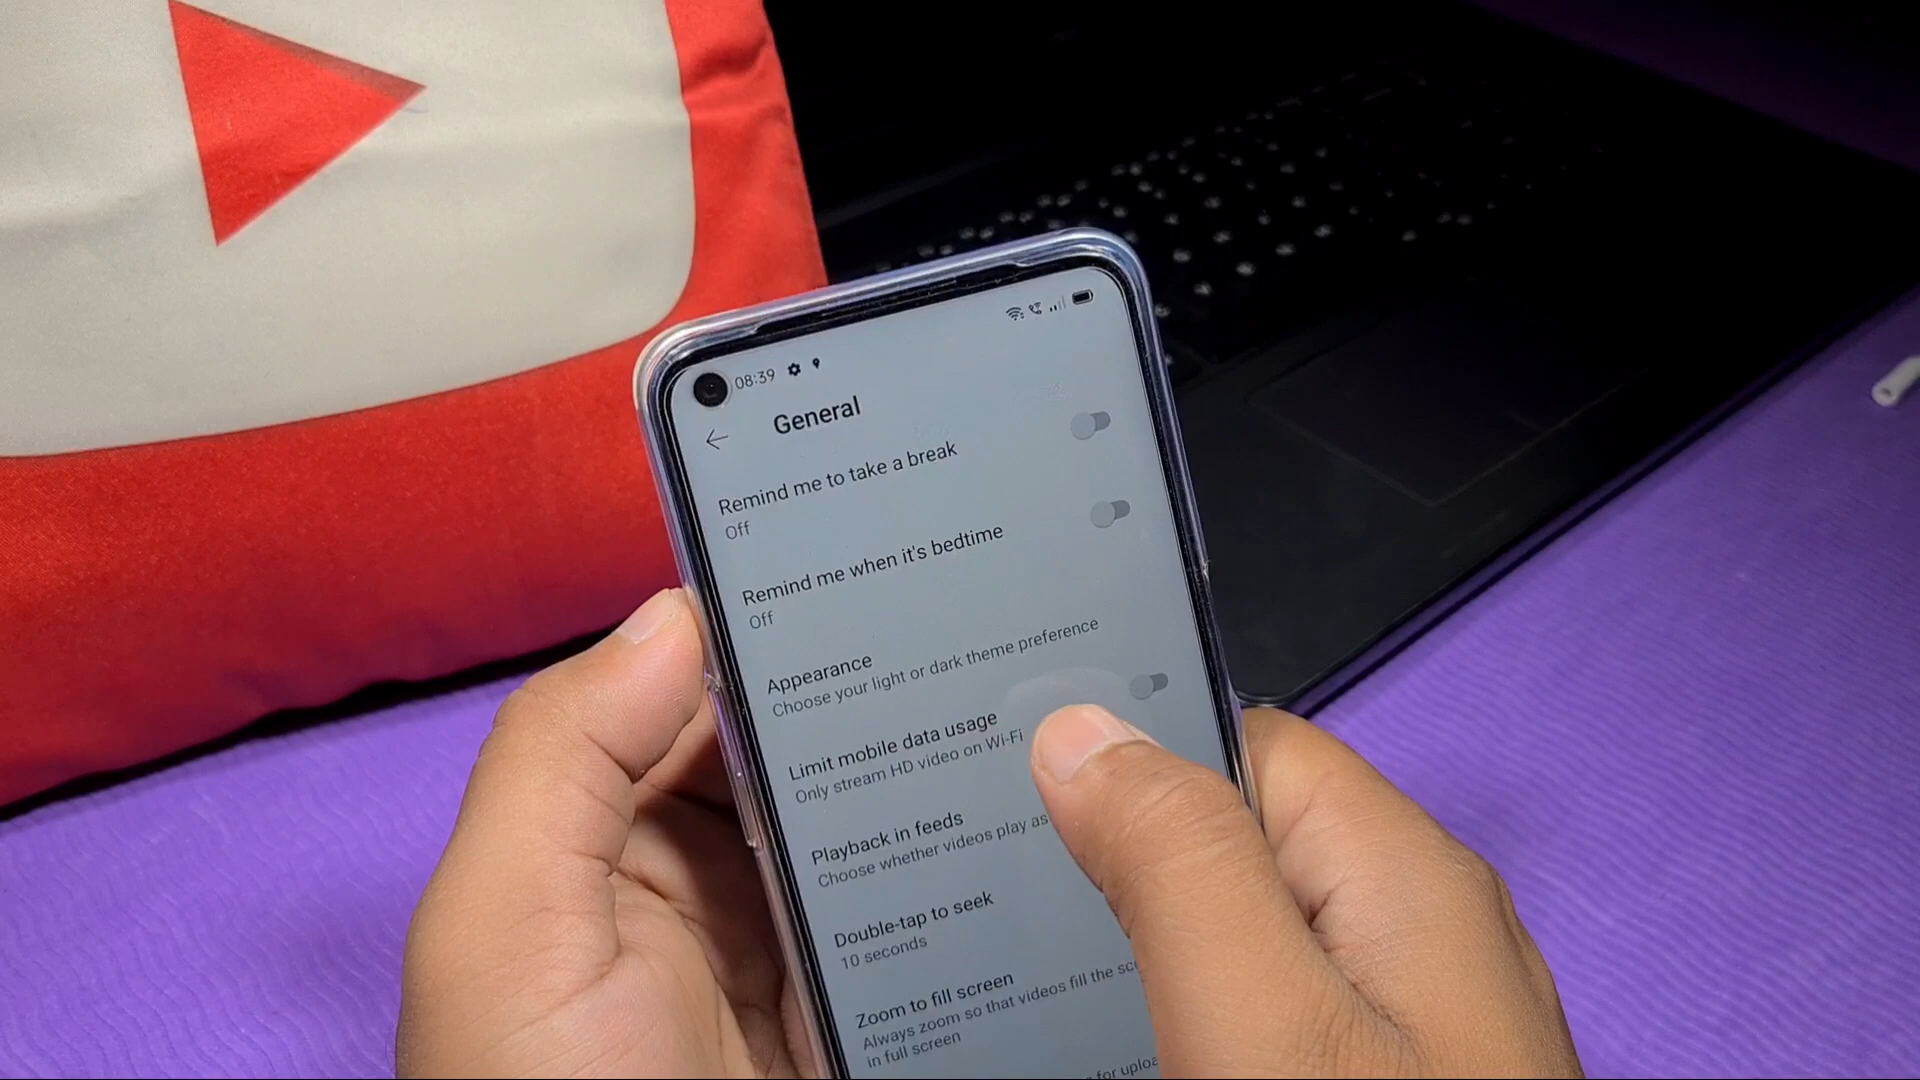 08:39
General
Remind me to take a break
Off
Remind me when it's bedtime
Off
Appearance
Choose your light or dark theme preference
Limit mobile data usage
Only stream HD video on Wi-Fi
Playback in feeds
Choose whether videos play as
Double-tap to seek
10 seconds
Zoom to fill screen
Always zoom so that videos fill the
in full screen
for